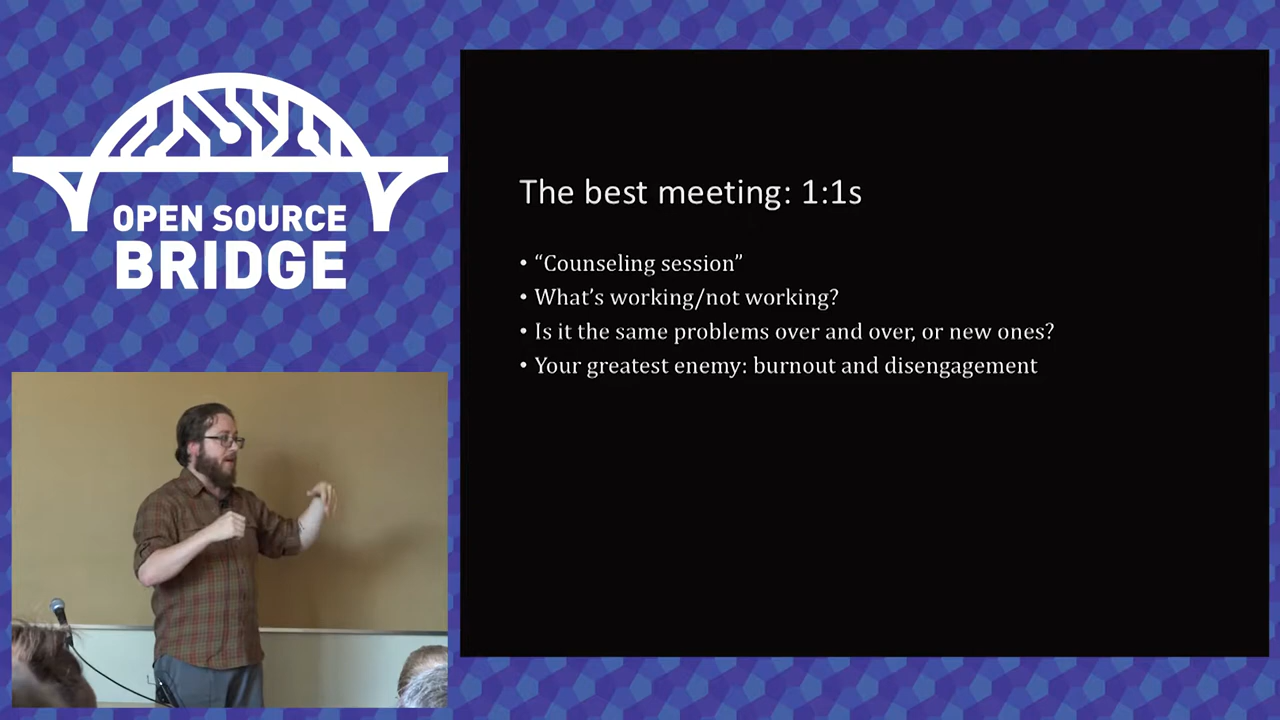 OPEN SOURCE
BRIDGE
The best meeting: 1:1s
• “Counseling session”
• What’s working/not working?
• Is it the same problems over and over, or new ones?
• Your greatest enemy: burnout and disengagement